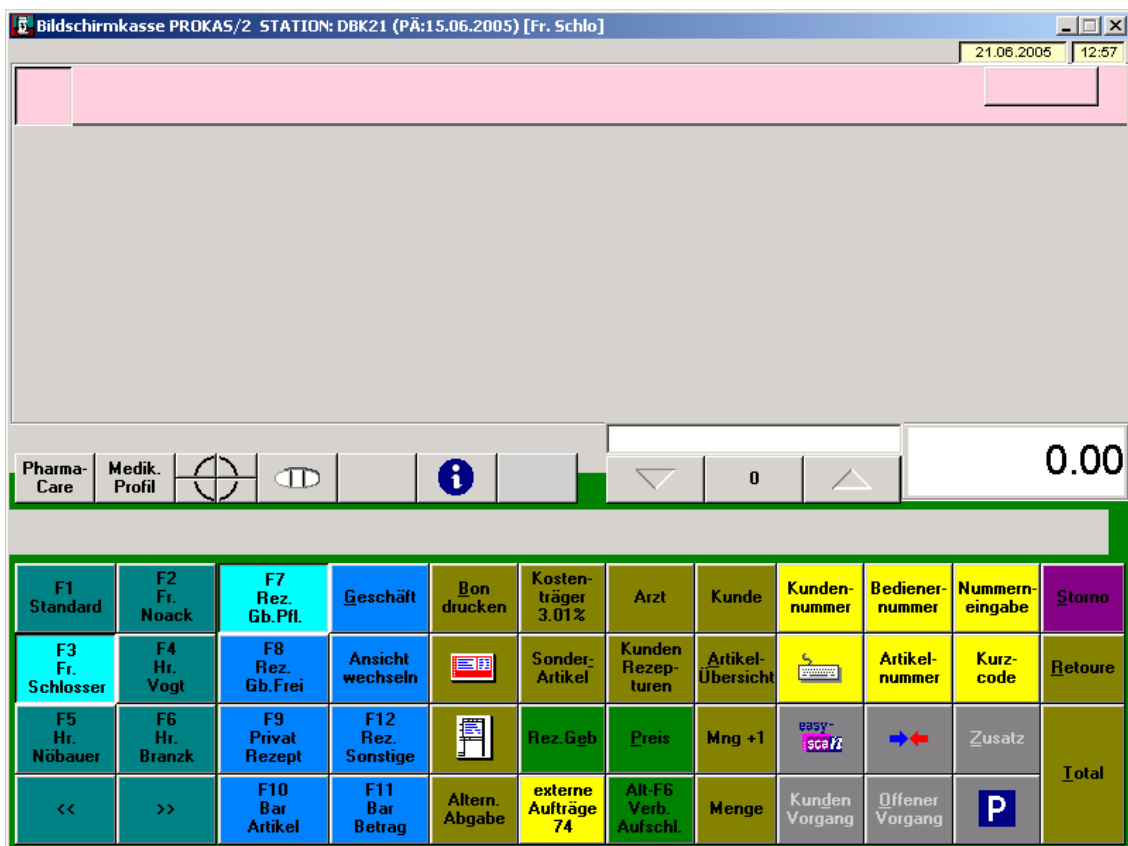 Bildschirmkasse PROKAS/2 STATION: DBK21 (PÄ:15.06.2005) [Fr. Schlo]
21.06.2005 12:57
0.00
Pharma-
Care
Medik.
Profil
0
F1
Standard
F2
Fr.
Noack
F7
Rez.
Gb.Pfl.
Geschäft
Bon
drucken
Kosten-
träger
3.01%
Arzt
Kunde
Kunden-
nummer
Bediener-
nummer
Nummern-
eingabe
Storno
F3
Fr.
Schlosser
F4
Hr.
Vogt
F8
Rez.
Gb.Frei
Ansicht
wechseln
Sonder-
Artikel
Kunden
Rezep-
turen
Artikel-
Übersicht
Artikel-
nummer
Kurz-
code
Retoure
F5
Hr.
Nöbauer
F6
Hr.
Branzk
F9
Privat
Rezept
F12
Rez.
Sonstige
Rez.Geb
Preis
Mng +1
easy-
scan
Zusatz
Total
<<
>>
F10
Bar
Artikel
F11
Bar
Betrag
Altern.
Abgabe
externe
Aufträge
74
Alt-F6
Verb.
Aufschl.
Menge
Kunden
Vorgang
Offener
Vorgang
P